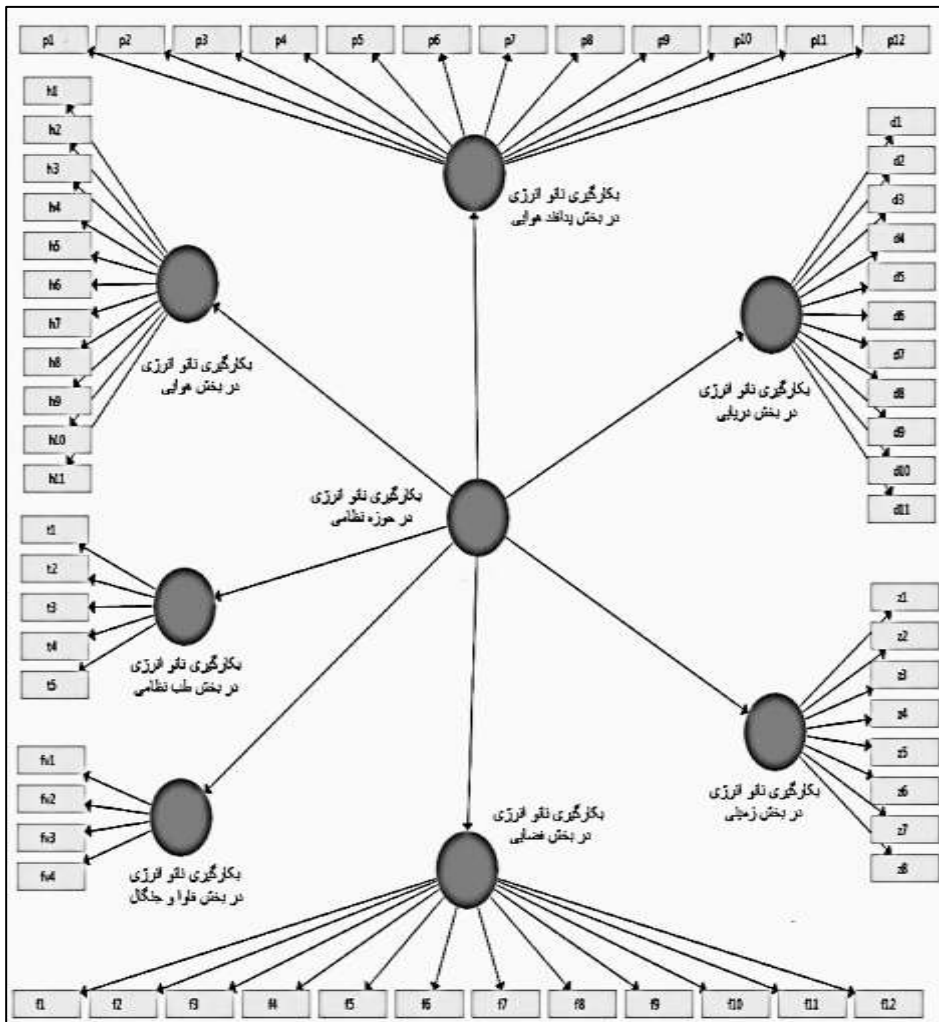 p1 p2 p3 p4 p5 p6 p7 p8 p9 p10 p11 p12
h1
h2
h3
h4
h5
h6
h7
h8
h9
h10
h11
بکارگیری نانو انرژی
در بخش پدافند هوایی
d1
d2
d3
d4
d5
d6
d7
d8
d9
d10
d11
بکارگیری نانو انرژی
در بخش هوایی
بکارگیری نانو انرژی
در بخش دریایی
بکارگیری نانو انرژی
در حوزه نظامی
t1
t2
t3
t4
t5
بکارگیری نانو انرژی
در بخش طب نظامی
z1
z2
z3
z4
z5
z6
z7
z8
بکارگیری نانو انرژی
در بخش زمینی
fv1
fv2
fv3
fv4
بکارگیری نانو انرژی
در بخش فضایی
بکارگیری نانو انرژی
در بخش فاوا و جنگال
f1 f2 f3 f4 f5 f6 f7 f8 f9 f10 f11 f12